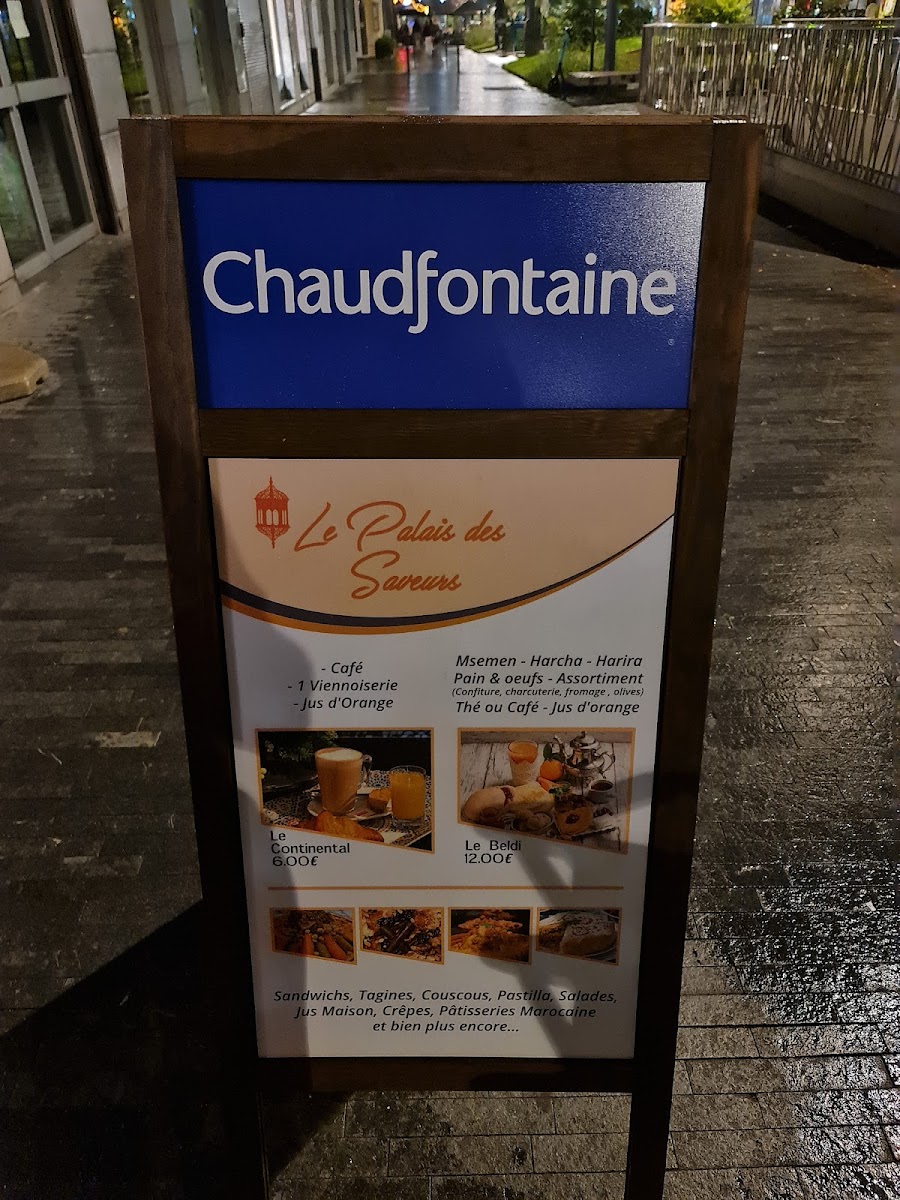 Chaudfontaine
®
Le Palais des
Saveurs
- Café
- 1 Viennoiserie
- Jus d'Orange
Msemen - Harcha - Harira
Pain & oeufs - Assortiment
(Confiture, charcuterie, fromage , olives)
Thé ou Café - Jus d'orange
Le
Continental
6.00€
Le Beldi
12.00€
Sandwichs, Tagines, Couscous, Pastilla, Salades,
Jus Maison, Crêpes, Pâtisseries Marocaine
et bien plus encore...